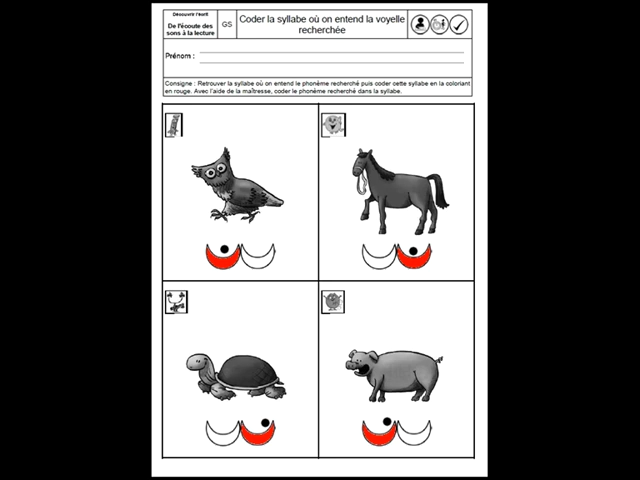 Découvrir l'écrit
De l'écoute des
sons à la lecture
GS
Coder la syllabe où on entend la voyelle
recherchée
Prénom :
Consigne : Retrouver la syllabe où on entend le phonème recherché puis coder cette syllabe en la coloriant
en rouge. Avec l'aide de la maîtresse, coder le phonème recherché dans la syllabe.